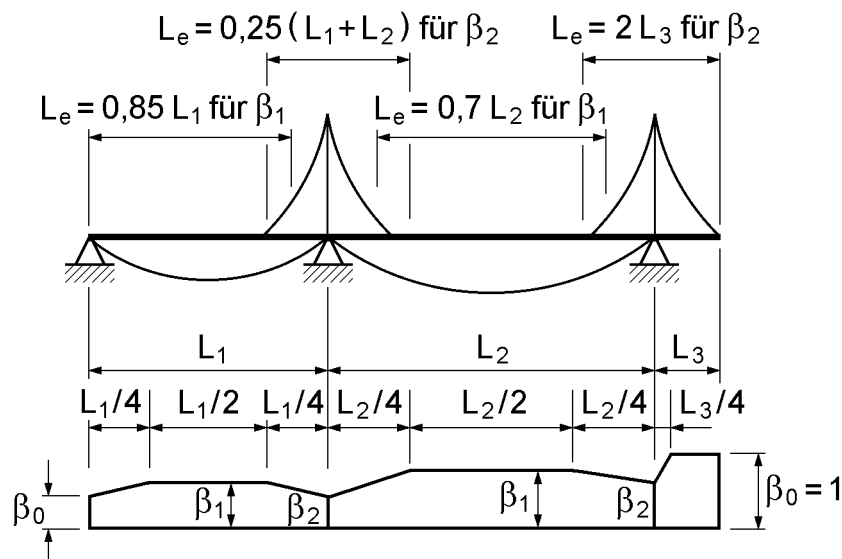 Lₑ = 0,25 (L₁ + L₂) für β₂ Lₑ = 2 L₃ für β₂
Lₑ = 0,85 L₁ für β₁ Lₑ = 0,7 L₂ für β₁
L₁ L₂ L₃
L₁/4 L₁/2 L₁/4 L₂/4 L₂/2 L₂/4 L₃/4
β₀ β₁ β₂ β₁ β₂ β₀ = 1